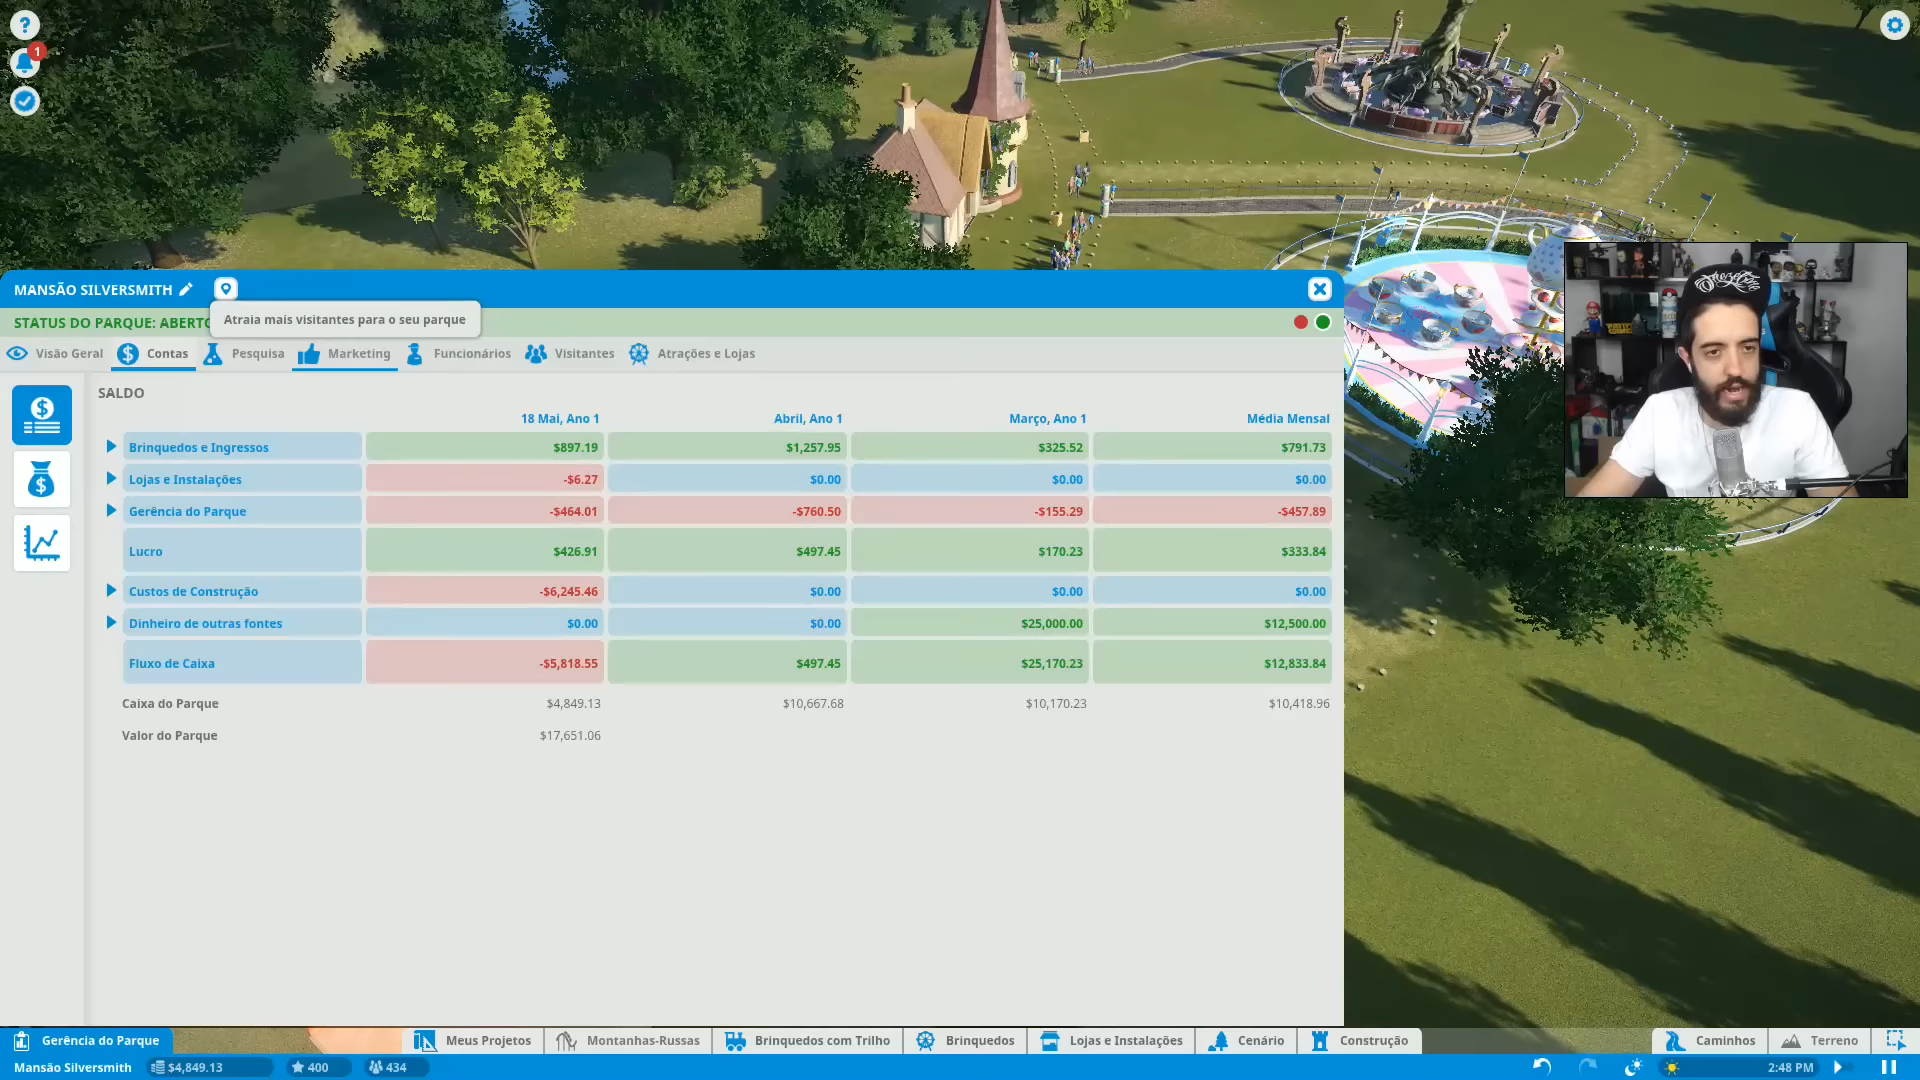 ?
1
MANSÃO SILVERSMITH
STATUS DO PARQUE: ABERTO
Atraia mais visitantes para o seu parque
Visão Geral Contas Pesquisa Marketing Funcionários Visitantes Atrações e Lojas
SALDO
18 Mai, Ano 1 Abril, Ano 1 Março, Ano 1 Média Mensal
Brinquedos e Ingressos $897.19 $1,257.95 $325.52 $791.73
Lojas e Instalações -$6.27 $0.00 $0.00 $0.00
Gerência do Parque -$464.01 -$760.50 -$155.29 -$457.89
Lucro $426.91 $497.45 $170.23 $333.84
Custos de Construção -$6,245.46 $0.00 $0.00 $0.00
Dinheiro de outras fontes $0.00 $0.00 $25,000.00 $12,500.00
Fluxo de Caixa -$5,818.55 $497.45 $25,170.23 $12,833.84
Caixa do Parque $4,849.13 $10,667.68 $10,170.23 $10,418.96
Valor do Parque $17,651.06
Gerência do Parque Meus Projetos Montanhas-Russas Brinquedos com Trilho Brinquedos Lojas e Instalações Cenário Construção Caminhos Terreno
Mansão Silversmith $4,849.13 400 434 2:48 PM